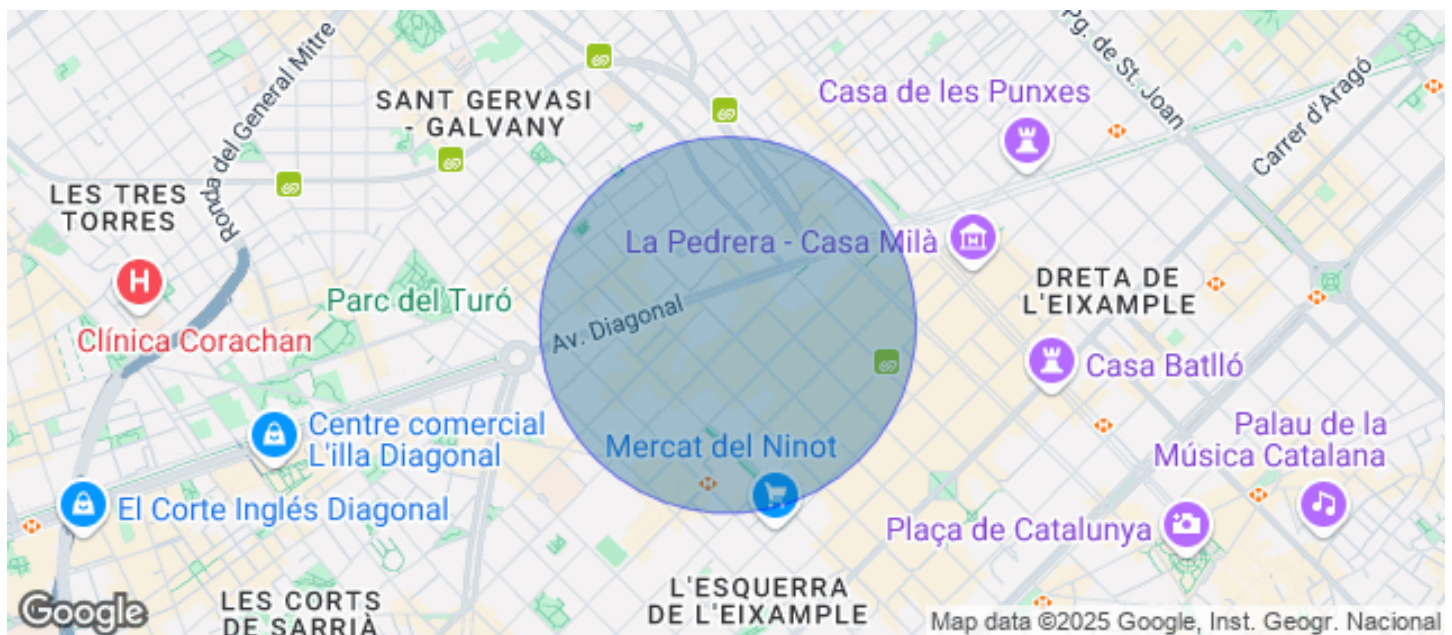 Ronda del General Mitre
SANT GERVASI
- GALVANY
Casa de les Punxes
Pg. de St. Joan
Carrer d'Aragó
LES TRES
TORRES
La Pedrera - Casa Milà
H
DRETA DE
L'EIXAMPLE
Parc del Turó
Av. Diagonal
Clínica Corachan
Casa Batlló
Centre comercial
L'illa Diagonal
Mercat del Ninot
Palau de la
Música Catalana
El Corte Inglés Diagonal
Plaça de Catalunya
L'ESQUERRA
DE L'EIXAMPLE
LES CORTS
DE SARRIÀ
Google
Map data ©2025 Google, Inst. Geogr. Nacional